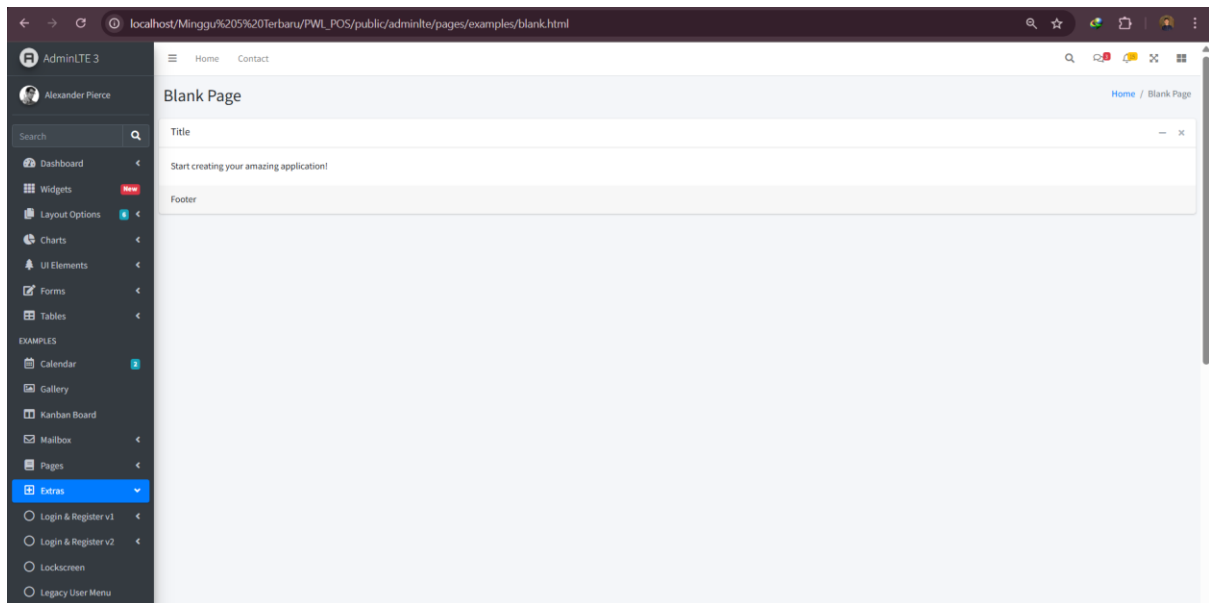 localhost/Minggu%205%20Terbaru/PWL_POS/public/adminlte/pages/examples/blank.html
AdminLTE 3
Home Contact
Alexander Pierce
Blank Page
Home / Blank Page
Search
Title
Dashboard
Start creating your amazing application!
Widgets New
Footer
Layout Options 6
Charts
UI Elements
Forms
Tables
EXAMPLES
Calendar 2
Gallery
Kanban Board
Mailbox
Pages
Extras
Login & Register v1
Login & Register v2
Lockscreen
Legacy User Menu